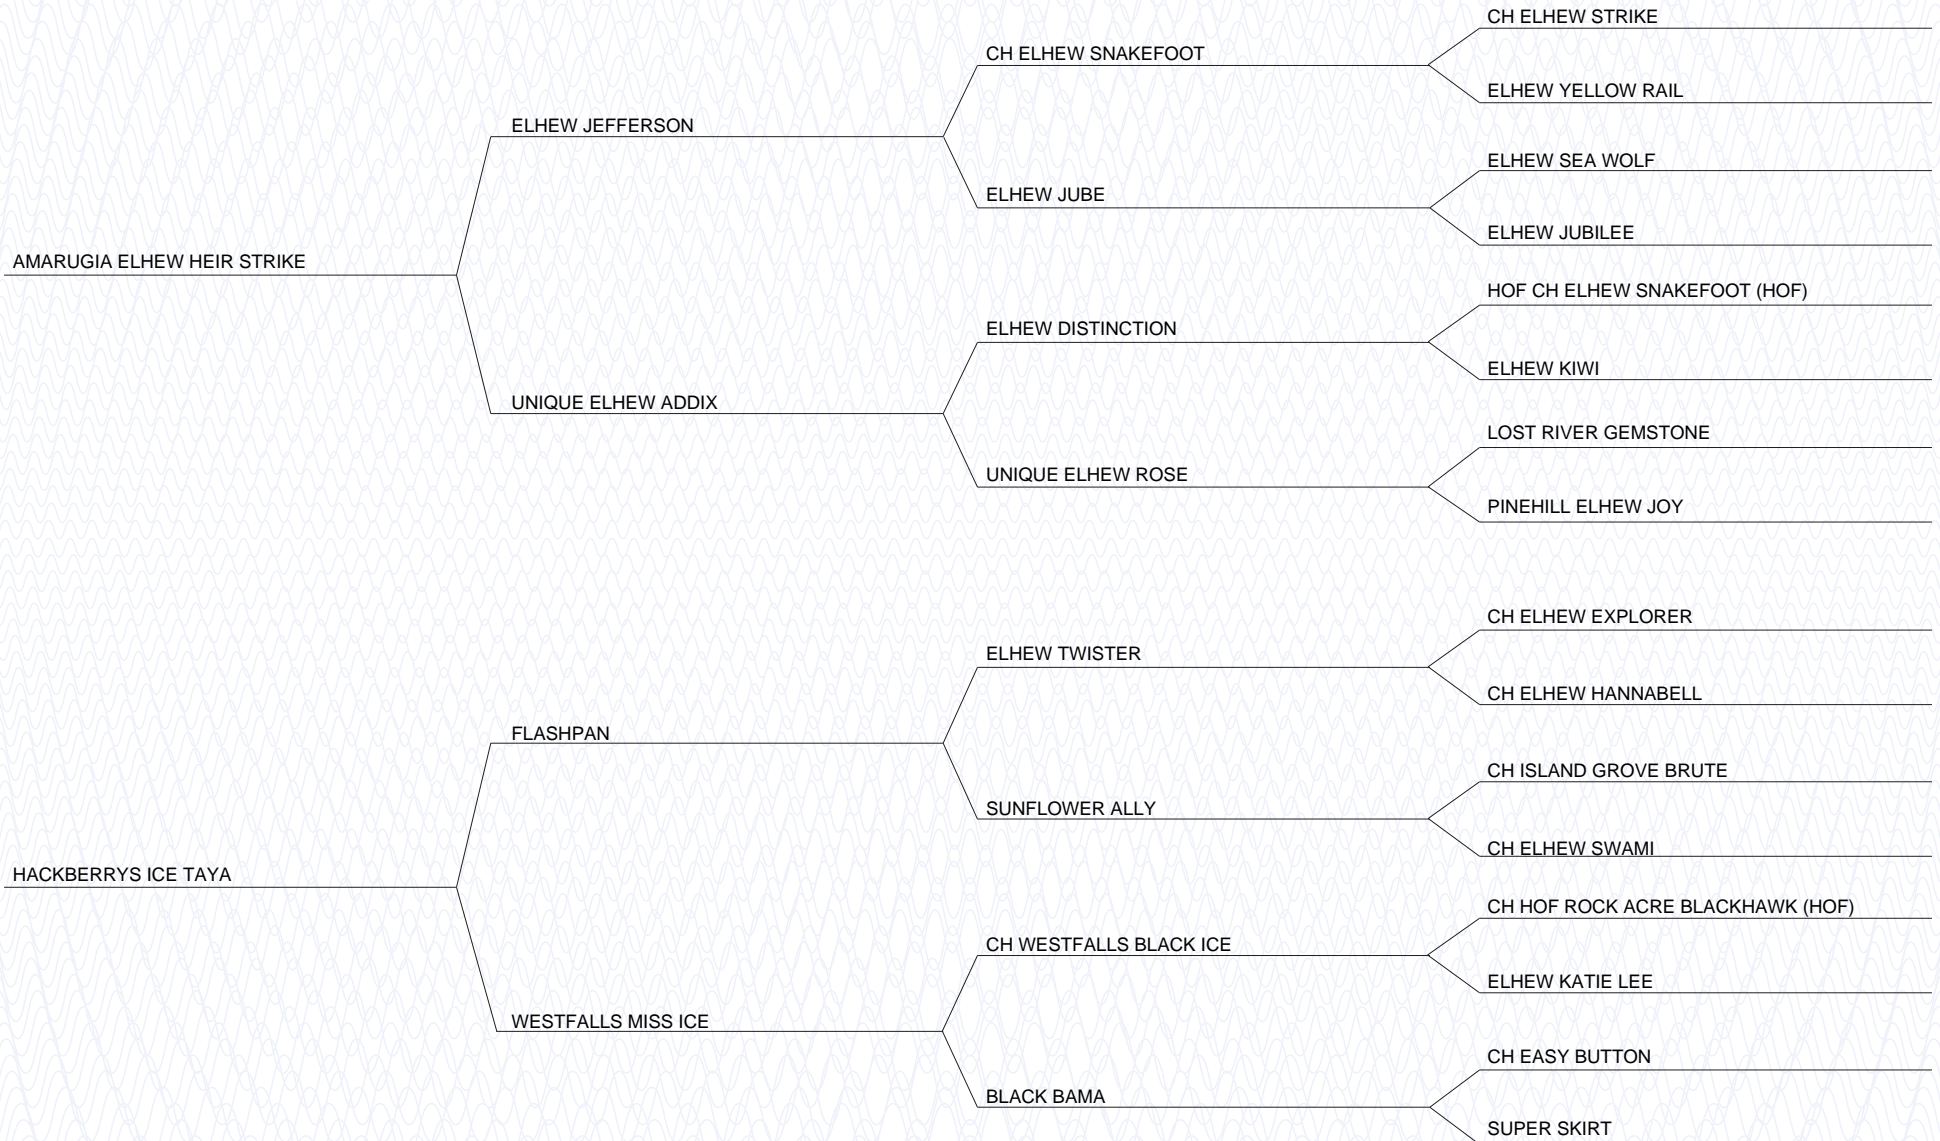 CH ELHEW STRIKE
CH ELHEW SNAKEFOOT
ELHEW YELLOW RAIL
ELHEW JEFFERSON
ELHEW SEA WOLF
ELHEW JUBE
ELHEW JUBILEE
AMARUGIA ELHEW HEIR STRIKE
HOF CH ELHEW SNAKEFOOT (HOF)
ELHEW DISTINCTION
ELHEW KIWI
UNIQUE ELHEW ADDIX
LOST RIVER GEMSTONE
UNIQUE ELHEW ROSE
PINEHILL ELHEW JOY
CH ELHEW EXPLORER
ELHEW TWISTER
CH ELHEW HANNABELL
FLASHPAN
CH ISLAND GROVE BRUTE
SUNFLOWER ALLY
CH ELHEW SWAMI
HACKBERRYS ICE TAYA
CH HOF ROCK ACRE BLACKHAWK (HOF)
CH WESTFALLS BLACK ICE
ELHEW KATIE LEE
WESTFALLS MISS ICE
CH EASY BUTTON
BLACK BAMA
SUPER SKIRT